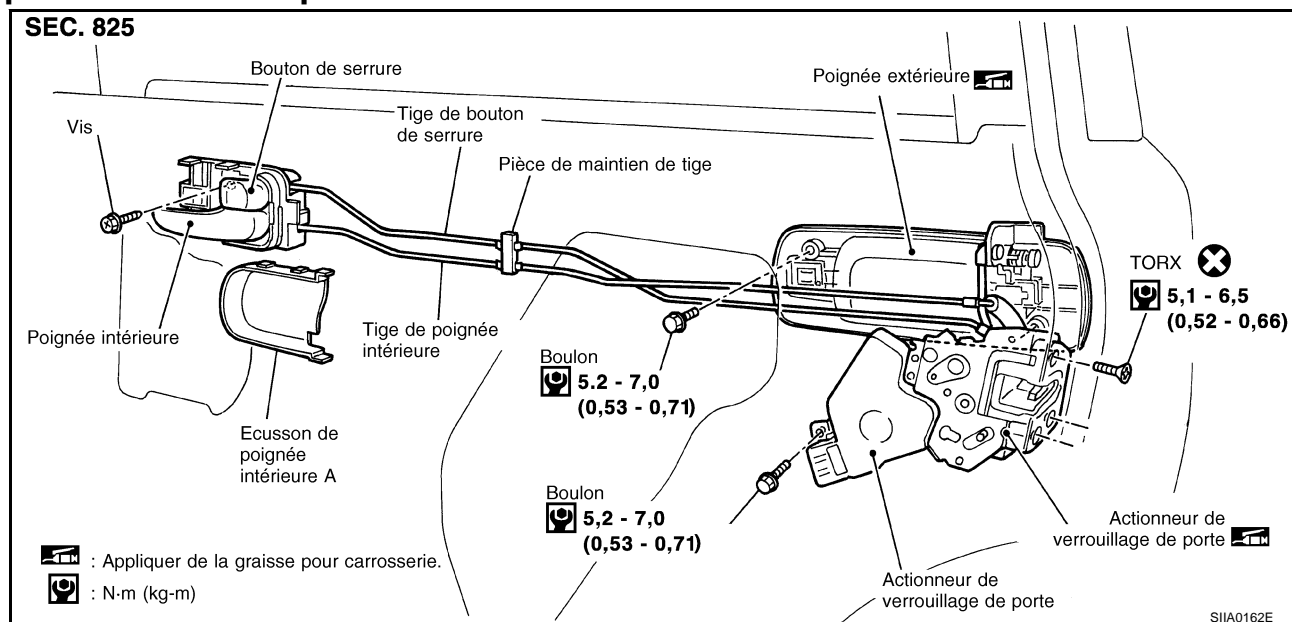 SEC. 825
Bouton de serrure
Poignée extérieure
Vis
Tige de bouton
de serrure
Pièce de maintien de tige
TORX
5,1 - 6,5
(0,52 - 0,66)
Poignée intérieure
Tige de poignée
intérieure
Boulon
5.2 - 7,0
(0,53 - 0,71)
Ecusson de
poignée
intérieure A
Boulon
5,2 - 7,0
(0,53 - 0,71)
Actionneur de
verrouillage de porte
Actionneur de
verrouillage de porte
: Appliquer de la graisse pour carrosserie.
: N·m (kg-m)
SIIA0162E